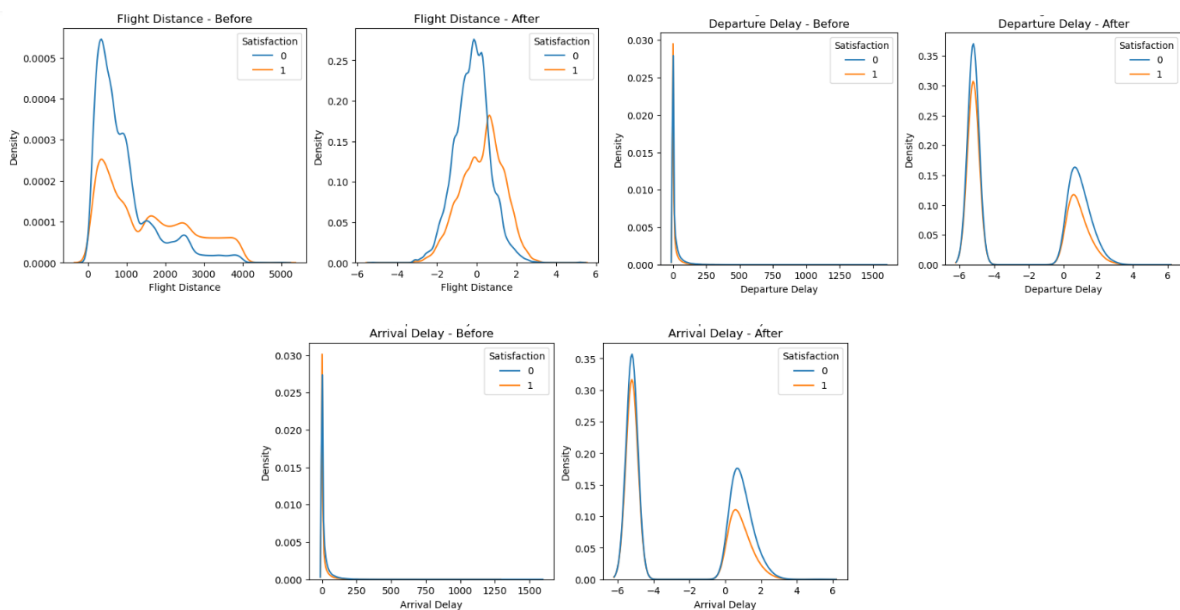 Flight Distance - Before
Satisfaction
0
1
Density
0.0005
0.0004
0.0003
0.0002
0.0001
0.0000
0 1000 2000 3000 4000 5000
Flight Distance
Flight Distance - After
Satisfaction
0
1
Density
0.25
0.20
0.15
0.10
0.05
0.00
−6 −4 −2 0 2 4 6
Flight Distance
Departure Delay - Before
Satisfaction
0
1
Density
0.030
0.025
0.020
0.015
0.010
0.005
0.000
0 250 500 750 1000 1250 1500
Departure Delay
Departure Delay - After
Satisfaction
0
1
Density
0.35
0.30
0.25
0.20
0.15
0.10
0.05
0.00
−6 −4 −2 0 2 4 6
Departure Delay
Arrival Delay - Before
Satisfaction
0
1
Density
0.030
0.025
0.020
0.015
0.010
0.005
0.000
0 250 500 750 1000 1250 1500
Arrival Delay
Arrival Delay - After
Satisfaction
0
1
Density
0.35
0.30
0.25
0.20
0.15
0.10
0.05
0.00
−6 −4 −2 0 2 4 6
Arrival Delay